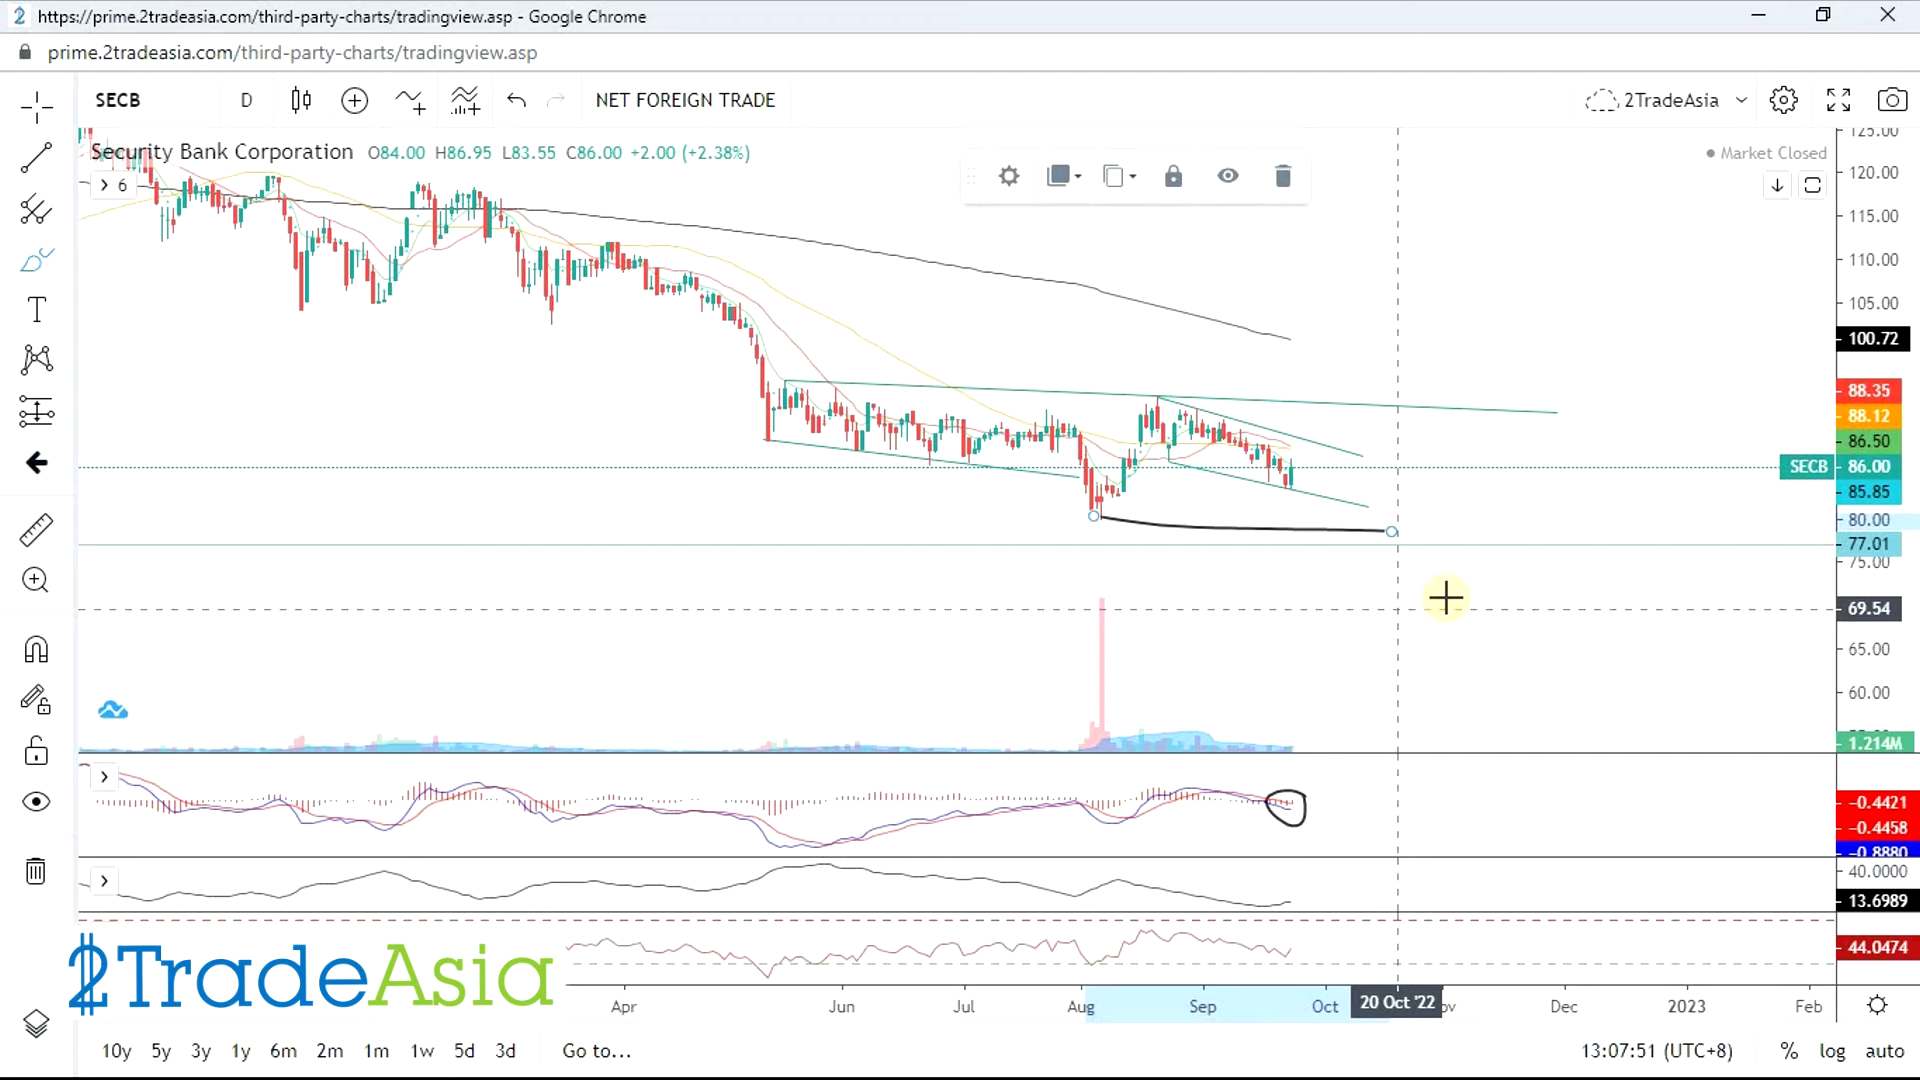 https://prime.2tradeasia.com/third-party-charts/tradingview.asp - Google Chrome
prime.2tradeasia.com/third-party-charts/tradingview.asp
SECB D NET FOREIGN TRADE 2TradeAsia
Security Bank Corporation O84.00 H86.95 L83.55 C86.00 +2.00 (+2.38%)
Market Closed
6
125.00
120.00
115.00
110.00
105.00
100.72
88.35
88.12
86.50
SECB 86.00
85.85
80.00
77.01
75.00
69.54
65.00
60.00
1.214M
-0.4421
-0.4458
-0.8880
40.0000
13.6989
44.0474
2TradeAsia
Apr Jun Jul Aug Sep Oct 20 Oct '22 Dec 2023 Feb
10y 5y 3y 1y 6m 2m 1m 1w 5d 3d Go to... 13:07:51 (UTC+8) % log auto